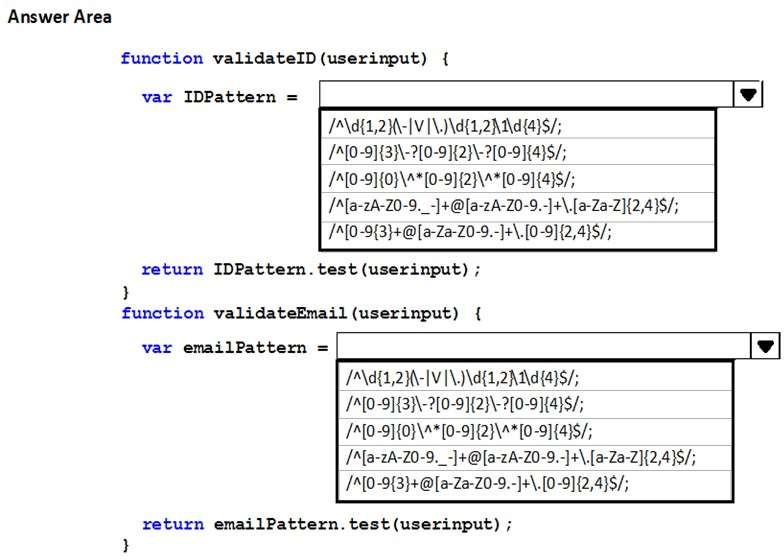 Answer Area
function validateID(userinput) {
var IDPattern =
/^\d{1,2}(\-|V|\.)\d{1,2}\1\d{4}$/;
/^[0-9]{3}\-?[0-9]{2}\-?[0-9]{4}$/;
/^[0-9]{0}\^*[0-9]{2}\^*[0-9]{4}$/;
/^[a-zA-Z0-9._-]+@[a-zA-Z0-9.-]+\.[a-Za-Z]{2,4}$/;
/^[0-9{3}+@[a-Za-Z0-9.-]+\.[0-9]{2,4}$/;
return IDPattern.test(userinput);
}
function validateEmail(userinput) {
var emailPattern =
/^\d{1,2}(\-|V|\.)\d{1,2}\1\d{4}$/;
/^[0-9]{3}\-?[0-9]{2}\-?[0-9]{4}$/;
/^[0-9]{0}\^*[0-9]{2}\^*[0-9]{4}$/;
/^[a-zA-Z0-9._-]+@[a-zA-Z0-9.-]+\.[a-Za-Z]{2,4}$/;
/^[0-9{3}+@[a-Za-Z0-9.-]+\.[0-9]{2,4}$/;
return emailPattern.test(userinput);
}